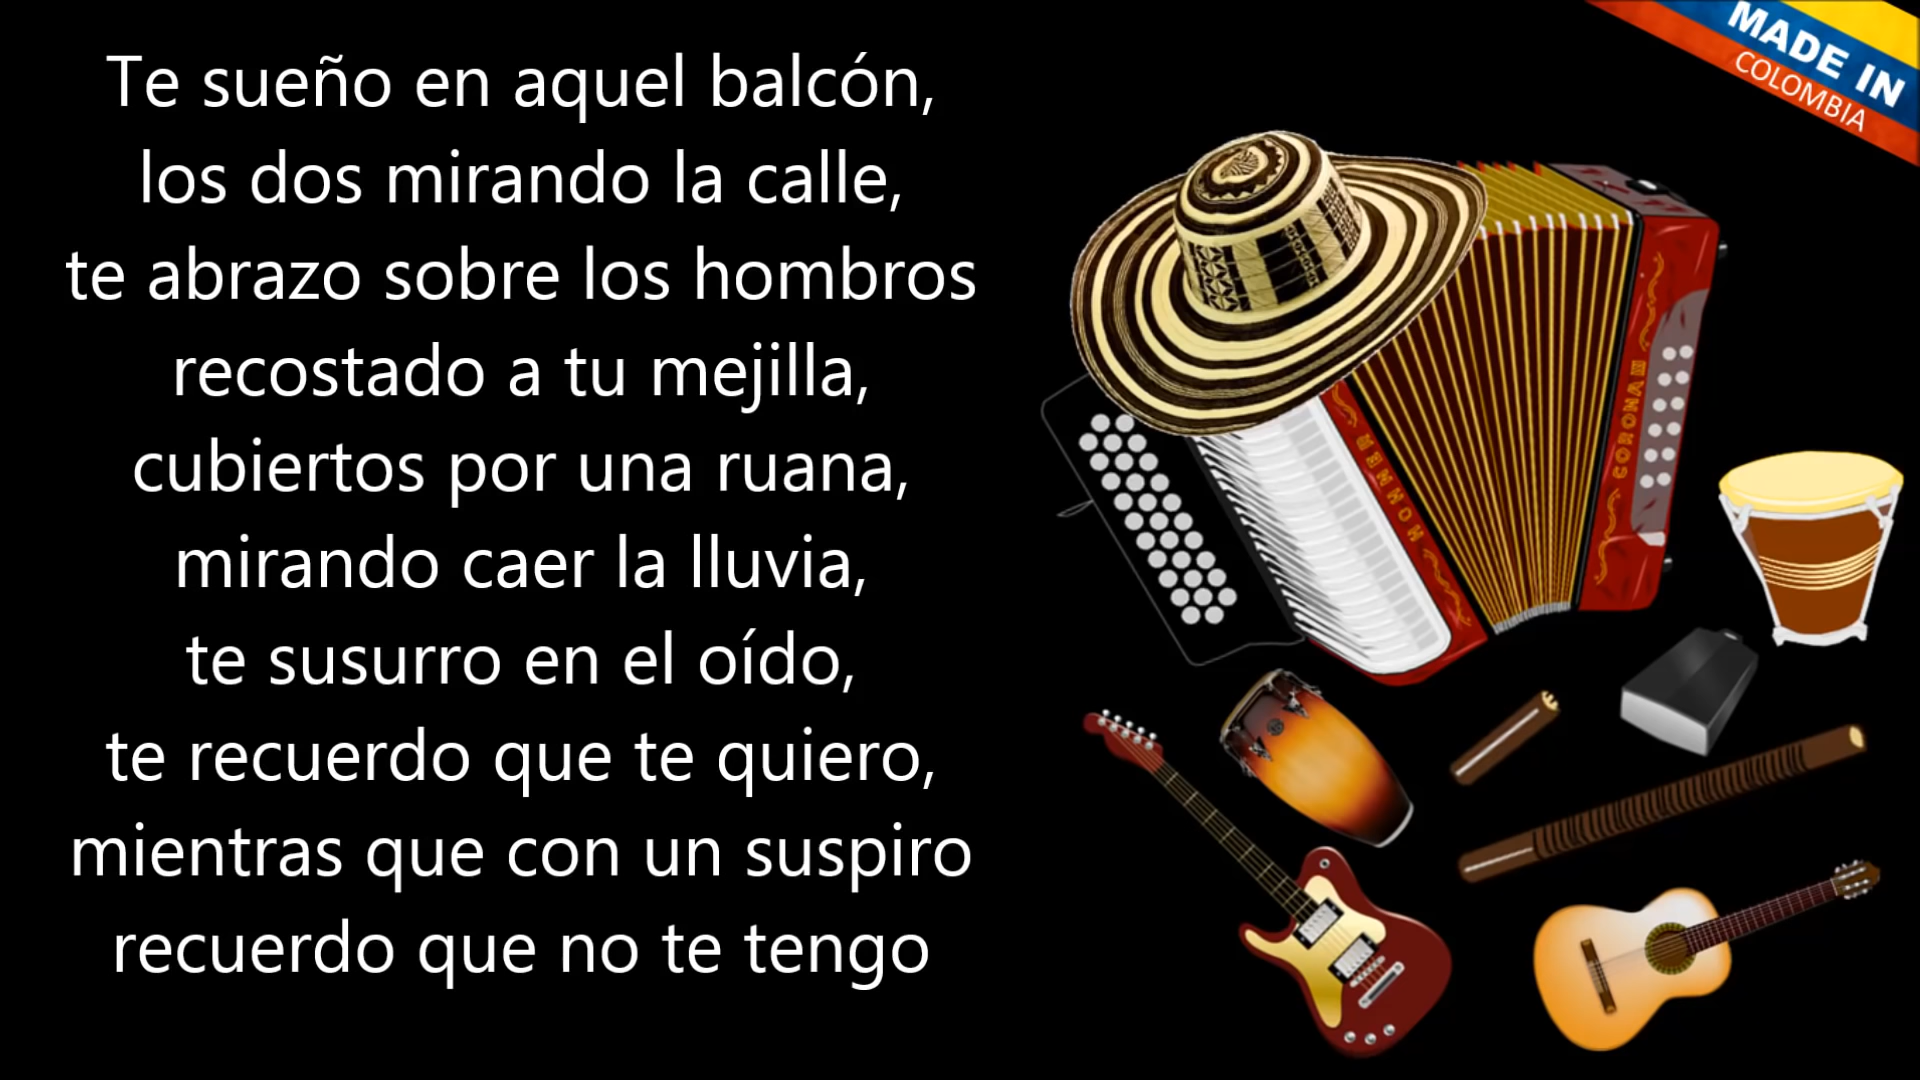 Te sueño en aquel balcón,
los dos mirando la calle,
te abrazo sobre los hombros
recostado a tu mejilla,
cubiertos por una ruana,
mirando caer la lluvia,
te susurro en el oído,
te recuerdo que te quiero,
mientras que con un suspiro
recuerdo que no te tengo
MADE IN
COLOMBIA
HOHNER
CORONA III